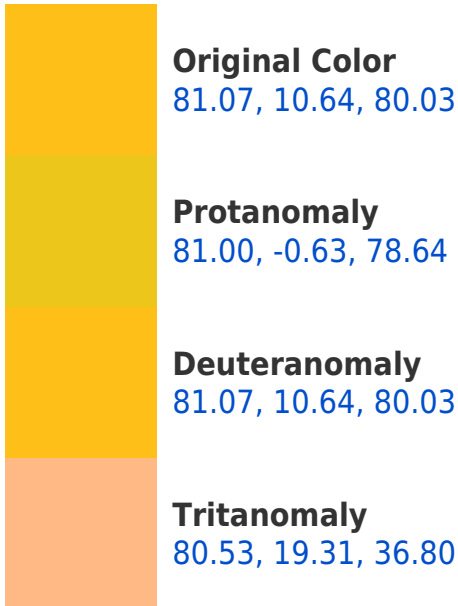 Original Color
81.07, 10.64, 80.03
Protanomaly
81.00, -0.63, 78.64
Deuteranomaly
81.07, 10.64, 80.03
Tritanomaly
80.53, 19.31, 36.80